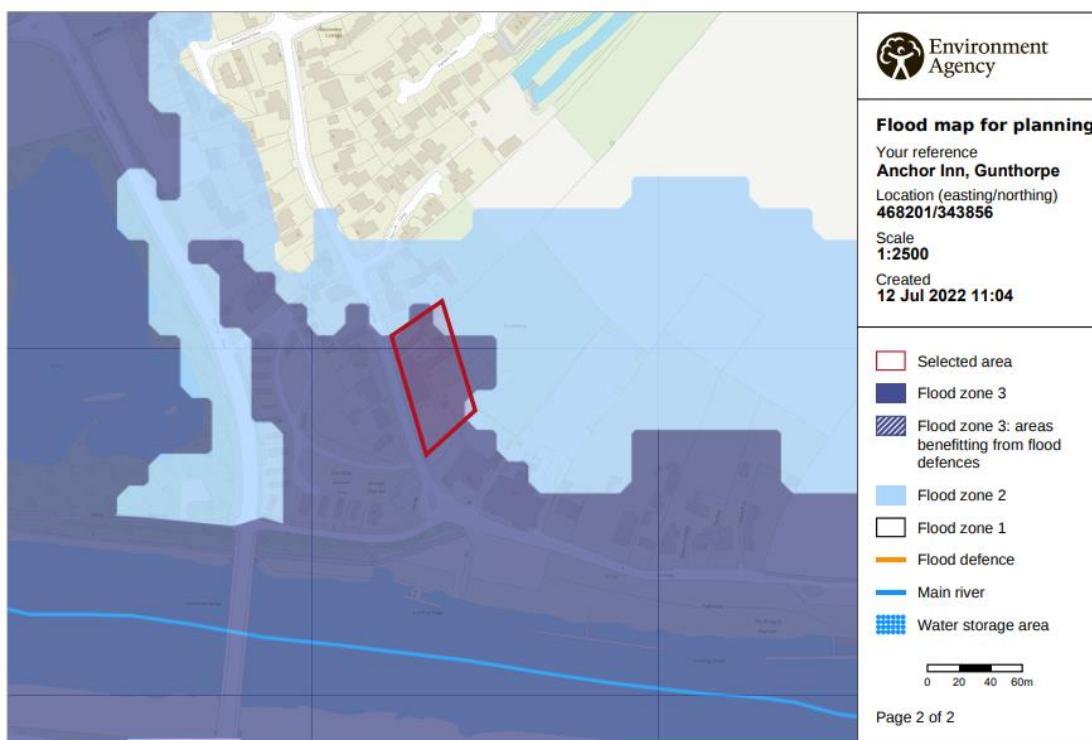 Environment
Agency
Flood map for planning
Your reference
Anchor Inn, Gunthorpe
Location (easting/northing)
468201/343856
Scale
1:2500
Created
12 Jul 2022 11:04
Selected area
Flood zone 3
Flood zone 3: areas
benefitting from flood
defences
Flood zone 2
Flood zone 1
Flood defence
Main river
Water storage area
0 20 40 60m
Page 2 of 2